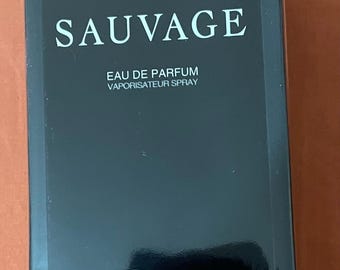 SAUVAGE
EAU DE PARFUM
VAPORISATEUR SPRAY